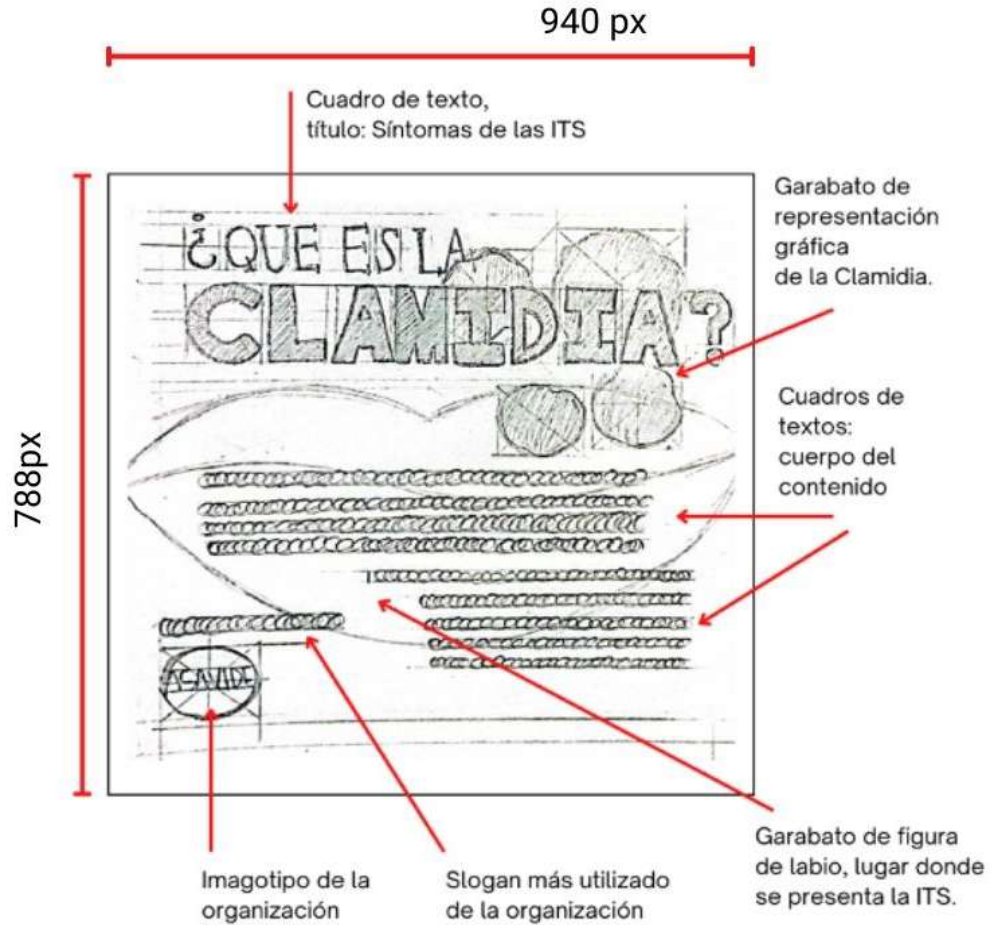 940 px
Cuadro de texto,
título: Síntomas de las ITS
788px
¿QUE ES LA
CLAMIDIA?
Garabato de
representación
gráfica
de la Clamidia.
Cuadros de
textos:
cuerpo del
contenido
Imagotipo de la
organización
Slogan más utilizado
de la organización
Garabato de figura
de labio, lugar donde
se presenta la ITS.